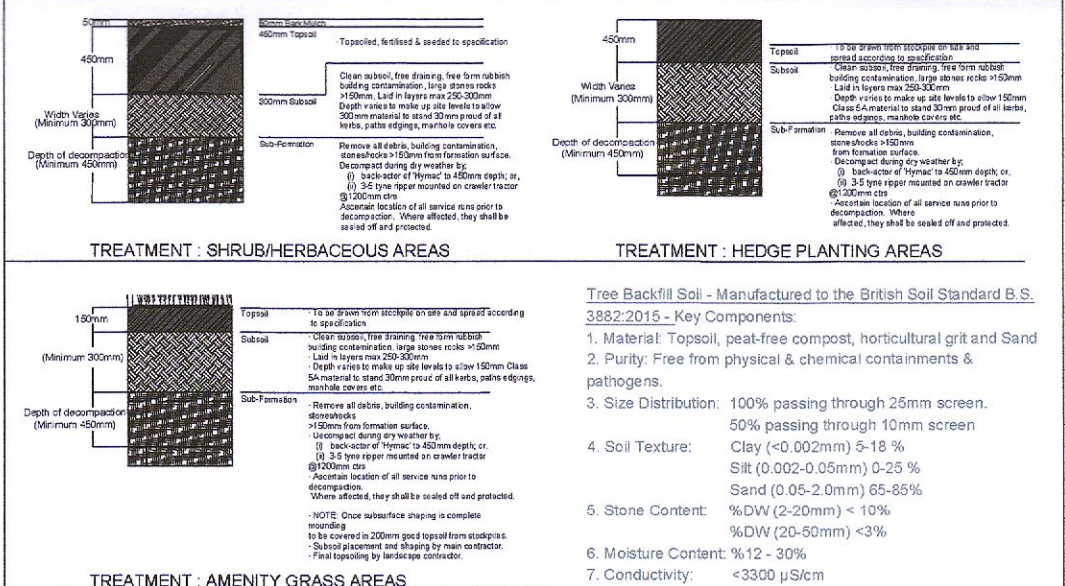 50mm
50mm Bark Mulch
450mm Topsoil
- Topsoiled, fertilised & seeded to specification
450mm
Clean subsoil, free draining, free form rubbish
building contamination, large stones rocks
>150mm, Laid in layers max 250-300mm
Depth varies to make up site levels to allow
300mm material to stand 30mm proud of all
kerbs, paths edgings, manhole covers etc.
300mm Subsoil
Width Varies
(Minimum 300mm)
Sub-Formation
Remove all debris, building contamination,
stones/rocks >150mm from formation surface.
Decompact during dry weather by;
(i) back-actor of 'Hymac' to 450mm depth; or,
(ii) 3-5 tyne ripper mounted on crawler tractor
@1200mm ctrs
Ascertain location of all service runs prior to
decompaction. Where affected, they shall be
sealed off and protected.
Depth of decompaction
(Minimum 450mm)
TREATMENT : SHRUB/HERBACEOUS AREAS
450mm
Topsoil
- To be drawn from stockpile on site and
spread according to specification
Subsoil
- Clean subsoil, free draining, free form rubbish
building contamination, large stones rocks >150mm
- Laid in layers max 250-300mm
- Depth varies to make up site levels to allow 150mm
Class 5A material to stand 30mm proud of all kerbs,
paths edgings, manhole covers etc.
Width Varies
(Minimum 300mm)
Sub-Formation
- Remove all debris, building contamination,
stones/rocks >150mm
from formation surface.
- Decompact during dry weather by;
(i) back-actor of 'Hymac' to 450mm depth; or,
(ii) 3-5 tyne ripper mounted on crawler tractor
@1200mm ctrs
- Ascertain location of all service runs prior to
decompaction. Where
affected, they shall be sealed off and protected.
Depth of decompaction
(Minimum 450mm)
TREATMENT : HEDGE PLANTING AREAS
150mm
Topsoil
- To be drawn from stockpile on site and spread according
to specification
Subsoil
- Clean subsoil, free draining free form rubbish
building contamination, large stones rocks >150mm
- Laid in layers max 250-300mm
- Depth varies to make up site levels to allow 150mm Class
5A material to stand 30mm proud of all kerbs, paths edgings,
manhole covers etc.
(Minimum 300mm)
Sub-Formation
- Remove all debris, building contamination,
stones/rocks
>150mm from formation surface.
- Decompact during dry weather by;
(i) back-actor of 'Hymac' to 450mm depth; or,
(ii) 3-5 tyne ripper mounted on crawler tractor
@1200mm ctrs
- Ascertain location of all service runs prior to
decompaction.
Where affected, they shall be sealed off and protected.
Depth of decompaction
(Minimum 450mm)
- NOTE: Once subsurface shaping is complete
mounding
to be covered in 200mm good topsoil from stockpiles.
- Subsoil placement and shaping by main contractor.
- Final topsoiling by landscape contractor.
TREATMENT : AMENITY GRASS AREAS
Tree Backfill Soil - Manufactured to the British Soil Standard B.S.
3882:2015 - Key Components:
1. Material: Topsoil, peat-free compost, horticultural grit and Sand
2. Purity: Free from physical & chemical containments &
pathogens.
3. Size Distribution: 100% passing through 25mm screen.
50% passing through 10mm screen
4. Soil Texture: Clay (<0.002mm) 5-18 %
Silt (0.002-0.05mm) 0-25 %
Sand (0.05-2.0mm) 65-85%
5. Stone Content: %DW (2-20mm) < 10%
%DW (20-50mm) <3%
6. Moisture Content: %12 - 30%
7. Conductivity: <3300 µS/cm